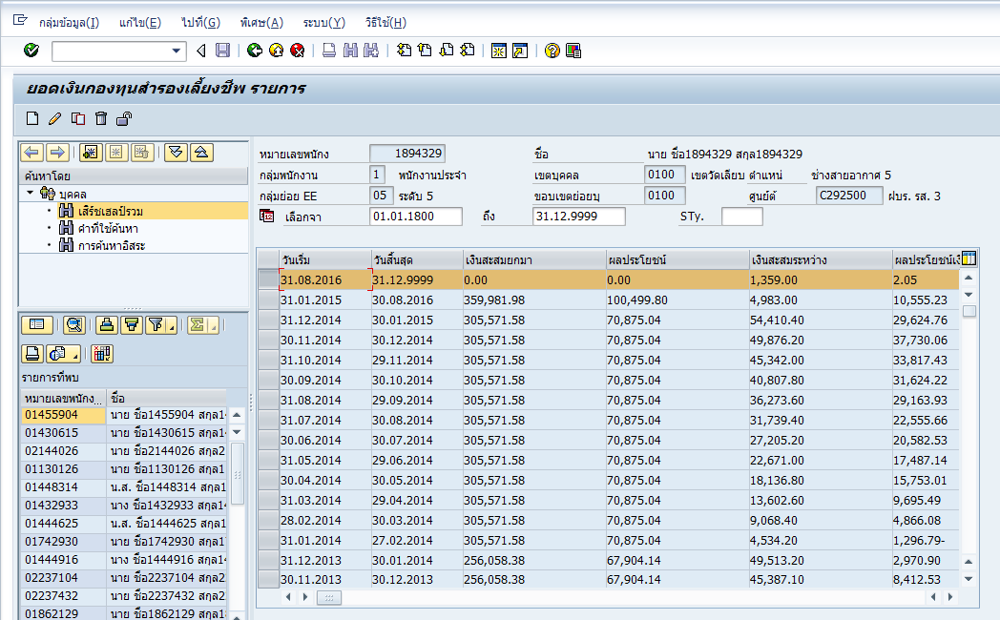 กลุ่มข้อมูล(I) แก้ไข(E) ไปที่(G) พิเศษ(A) ระบบ(Y) วิธีใช้(H)
ยอดเงินกองทุนสำรองเลี้ยงชีพ รายการ
หมายเลขพนักง 1894329 ชื่อ นาย ชื่อ1894329 สกุล1894329
กลุ่มพนักงาน 1 พนักงานประจำ เขตบุคคล 0100 เขตวัดเลียบ ตำแหน่ง ช่างสายอากาศ 5
กลุ่มย่อย EE 05 ระดับ 5 ขอบเขตย่อยบุ 0100 ศูนย์ต้ C292500 ฝบร. รส. 3
เลือกจา 01.01.1800 ถึง 31.12.9999 STy.
ค้นหาโดย
บุคคล
เสิร์ชเฮลป์รวม
คำที่ใช้ค้นหา
การค้นหาอิสระ
รายการที่พบ
หมายเลขพนักง... ชื่อ
01455904 นาย ชื่อ1455904 สกุล14
01430615 นาย ชื่อ1430615 สกุล14
02144026 นาย ชื่อ2144026 สกุล2
01130126 นาย ชื่อ1130126 สกุล1
01448314 น.ส. ชื่อ1448314 สกุล1
01432933 นาง ชื่อ1432933 สกุล14
01444625 น.ส. ชื่อ1444625 สกุล1
01742930 นาย ชื่อ1742930 สกุล1
01444916 นาง ชื่อ1444916 สกุล14
02237104 นาย ชื่อ2237104 สกุล2
02237432 นาย ชื่อ2237432 สกุล2
01862129 นาย ชื่อ1862129 สกุล1
วันเริ่ม วันสิ้นสุด เงินสะสมยกมา ผลประโยชน์ เงินสะสมระหว่าง ผลประโยชน์เงิ
31.08.2016 31.12.9999 0.00 0.00 1,359.00 2.05
31.01.2015 30.08.2016 359,981.98 100,499.80 4,983.00 10,555.23
31.12.2014 30.01.2015 305,571.58 70,875.04 54,410.40 29,624.76
30.11.2014 30.12.2014 305,571.58 70,875.04 49,876.20 37,730.06
31.10.2014 29.11.2014 305,571.58 70,875.04 45,342.00 33,817.43
30.09.2014 30.10.2014 305,571.58 70,875.04 40,807.80 31,624.22
31.08.2014 29.09.2014 305,571.58 70,875.04 36,273.60 29,163.93
31.07.2014 30.08.2014 305,571.58 70,875.04 31,739.40 22,555.66
30.06.2014 30.07.2014 305,571.58 70,875.04 27,205.20 20,582.53
31.05.2014 29.06.2014 305,571.58 70,875.04 22,671.00 17,487.14
30.04.2014 30.05.2014 305,571.58 70,875.04 18,136.80 15,753.01
31.03.2014 29.04.2014 305,571.58 70,875.04 13,602.60 9,695.49
28.02.2014 30.03.2014 305,571.58 70,875.04 9,068.40 4,866.08
31.01.2014 27.02.2014 305,571.58 70,875.04 4,534.20 1,296.79-
31.12.2013 30.01.2014 256,058.38 67,904.14 49,513.20 2,970.90
30.11.2013 30.12.2013 256,058.38 67,904.14 45,387.10 8,412.53